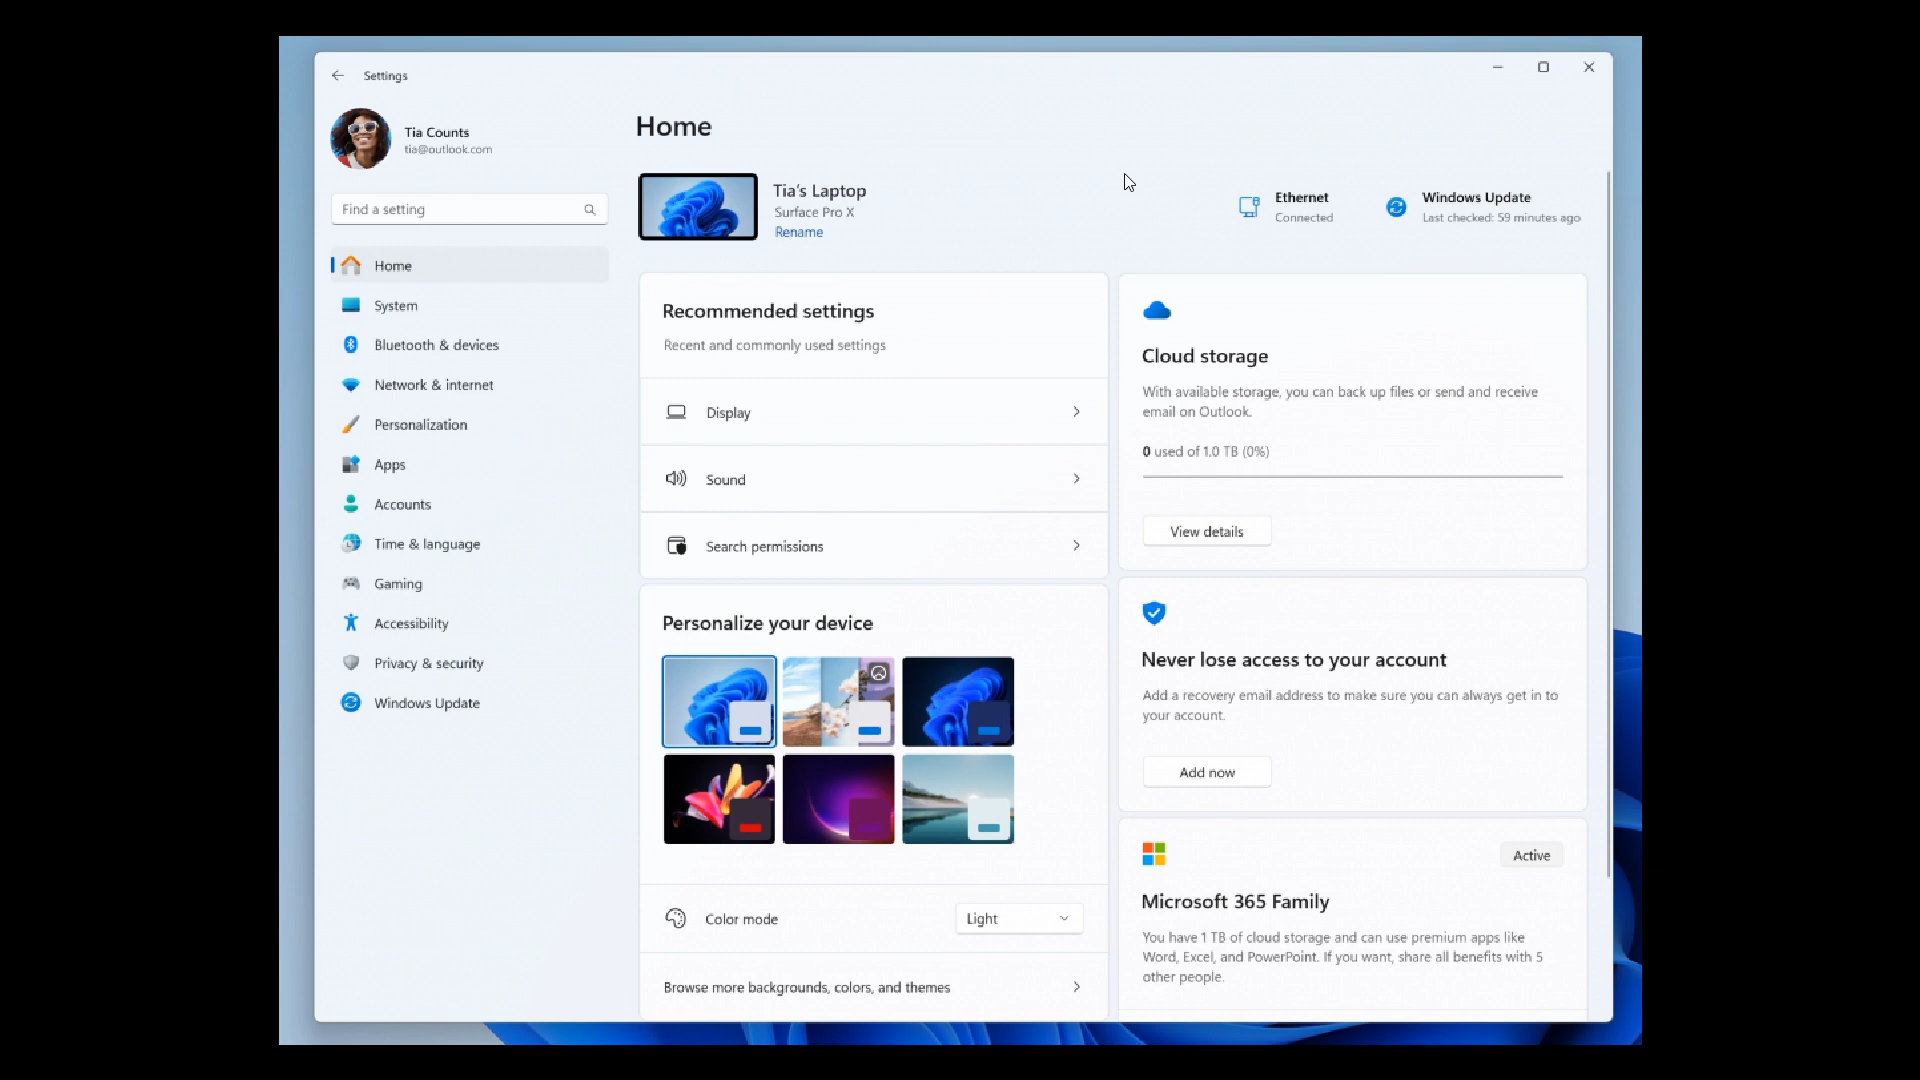 Settings
Tia Counts
tia@outlook.com
Find a setting
Home
System
Bluetooth & devices
Network & internet
Personalization
Apps
Accounts
Time & language
Gaming
Accessibility
Privacy & security
Windows Update
Home
Tia's Laptop
Surface Pro X
Rename
Ethernet
Connected
Windows Update
Last checked: 59 minutes ago
Recommended settings
Recent and commonly used settings
Display
Sound
Search permissions
Personalize your device
Color mode
Light
Browse more backgrounds, colors, and themes
Cloud storage
With available storage, you can back up files or send and receive
email on Outlook.
0 used of 1.0 TB (0%)
View details
Never lose access to your account
Add a recovery email address to make sure you can always get in to
your account.
Add now
Active
Microsoft 365 Family
You have 1 TB of cloud storage and can use premium apps like
Word, Excel, and PowerPoint. If you want, share all benefits with 5
other people.